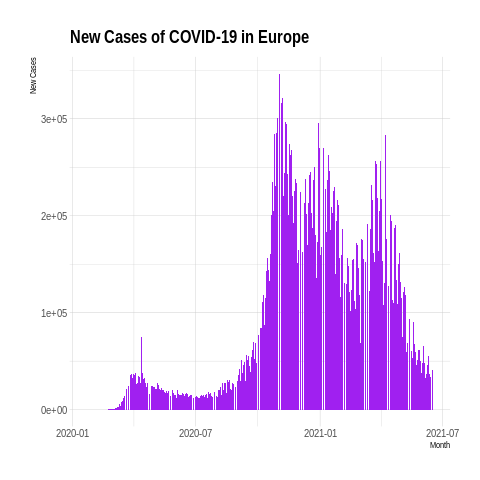 New Cases of COVID-19 in Europe
New Cases
3e+05
2e+05
1e+05
0e+00
2020-01
2020-07
2021-01
2021-07
Month